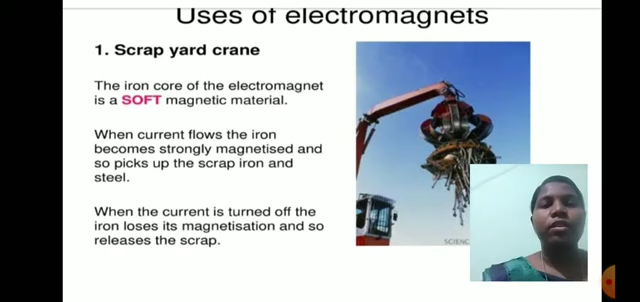 Uses of electromagnets
1. Scrap yard crane
The iron core of the electromagnet
is a SOFT magnetic material.
When current flows the iron
becomes strongly magnetised and
so picks up the scrap iron and
steel.
When the current is turned off the
iron loses its magnetisation and so
releases the scrap.